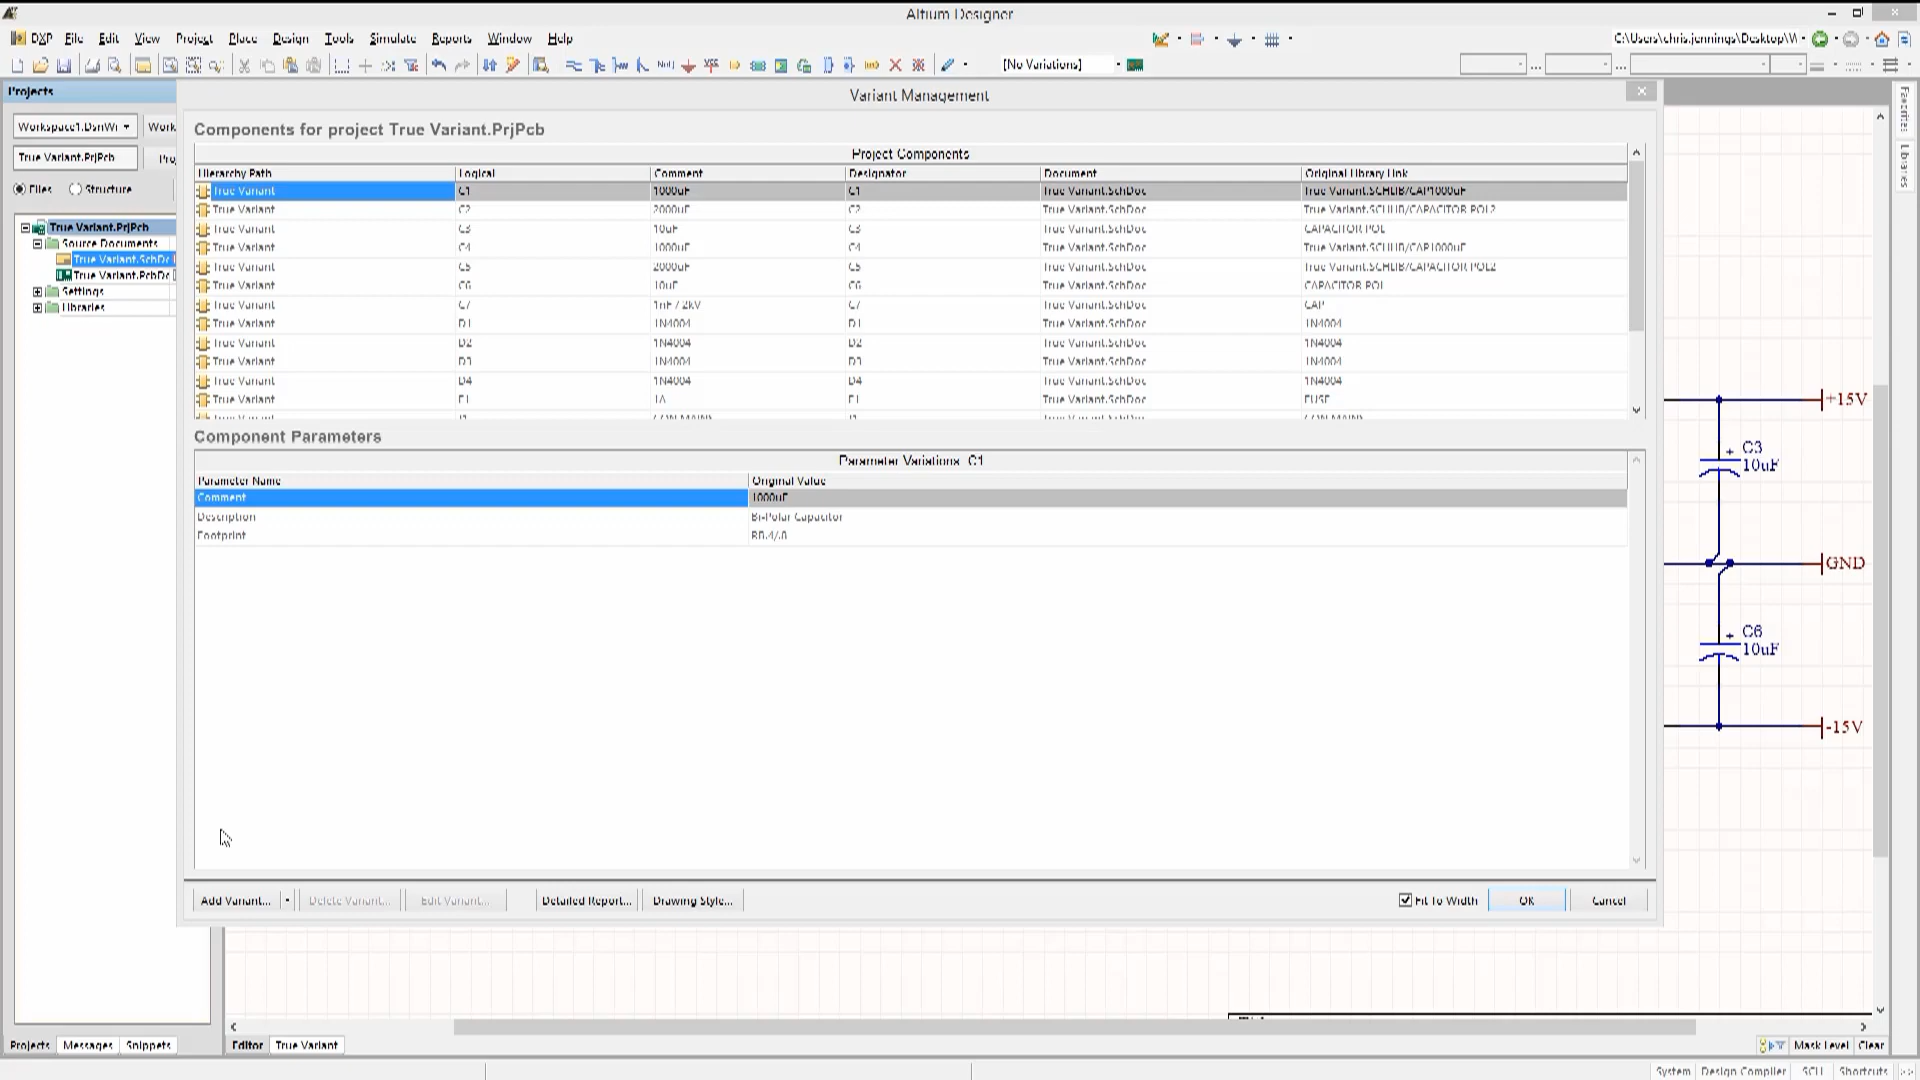 Altium Designer
DXP File Edit View Project Place Design Tools Simulate Reports Window Help
C:\Users\chris.jennings\Desktop\V
[No Variations]
Projects
Variant Management
Workspace1.DsnWr Work
Components for project True Variant.PrjPcb
True Variant.PrjPcb Pro
Files Structure
Project Components
Hierarchy Path Logical Comment Designator Document Original Library Link
True Variant C1 1000uF C1 True Variant.SchDoc True Variant.SCHLIB/CAP1000uF
True Variant C2 2000uF C2 True Variant.SchDoc True Variant.SCHLIB/CAPACITOR POL2
True Variant C3 10uF C3 True Variant.SchDoc CAPACITOR POL
True Variant C4 1000uF C4 True Variant.SchDoc True Variant.SCHLIB/CAP1000uF
True Variant C5 2000uF C5 True Variant.SchDoc True Variant.SCHLIB/CAPACITOR POL2
True Variant C6 10uF C6 True Variant.SchDoc CAPACITOR POL
True Variant C7 1nF / 2kV C7 True Variant.SchDoc CAP
True Variant D1 1N4004 D1 True Variant.SchDoc 1N4004
True Variant D2 1N4004 D2 True Variant.SchDoc 1N4004
True Variant D3 1N4004 D3 True Variant.SchDoc 1N4004
True Variant D4 1N4004 D4 True Variant.SchDoc 1N4004
True Variant F1 1A F1 True Variant.SchDoc FUSE
True Variant.PrjPcb
Source Documents
True Variant.SchDc
True Variant.PcbDc
Settings
Libraries
Component Parameters
Parameter Variations C1
Parameter Name Original Value
Comment 1000uF
Description Bi-Polar Capacitor
Footprint RB.4/.8
Add Variant... Delete Variant... Edit Variant... Detailed Report... Drawing Style... Fit To Width OK Cancel
Favorites
Libraries
+15V
C3
10uF
GND
C6
10uF
-15V
Projects Messages Snippets Editor True Variant Mask Level Clear
System Design Compiler SCH Shortcuts >>